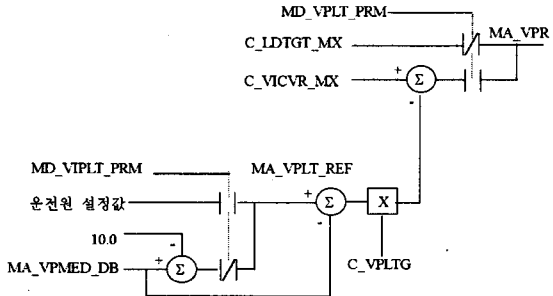 MD_VPLT_PRM
C_LDTGT_MX
MA_VPR
C_VICVR_MX
+
Σ
-
MD_VIPLT_PRM
MA_VPLT_REF
운전원 설정값
+
Σ
X
-
10.0
-
MA_VPMED_DB
+
Σ
C_VPLTG